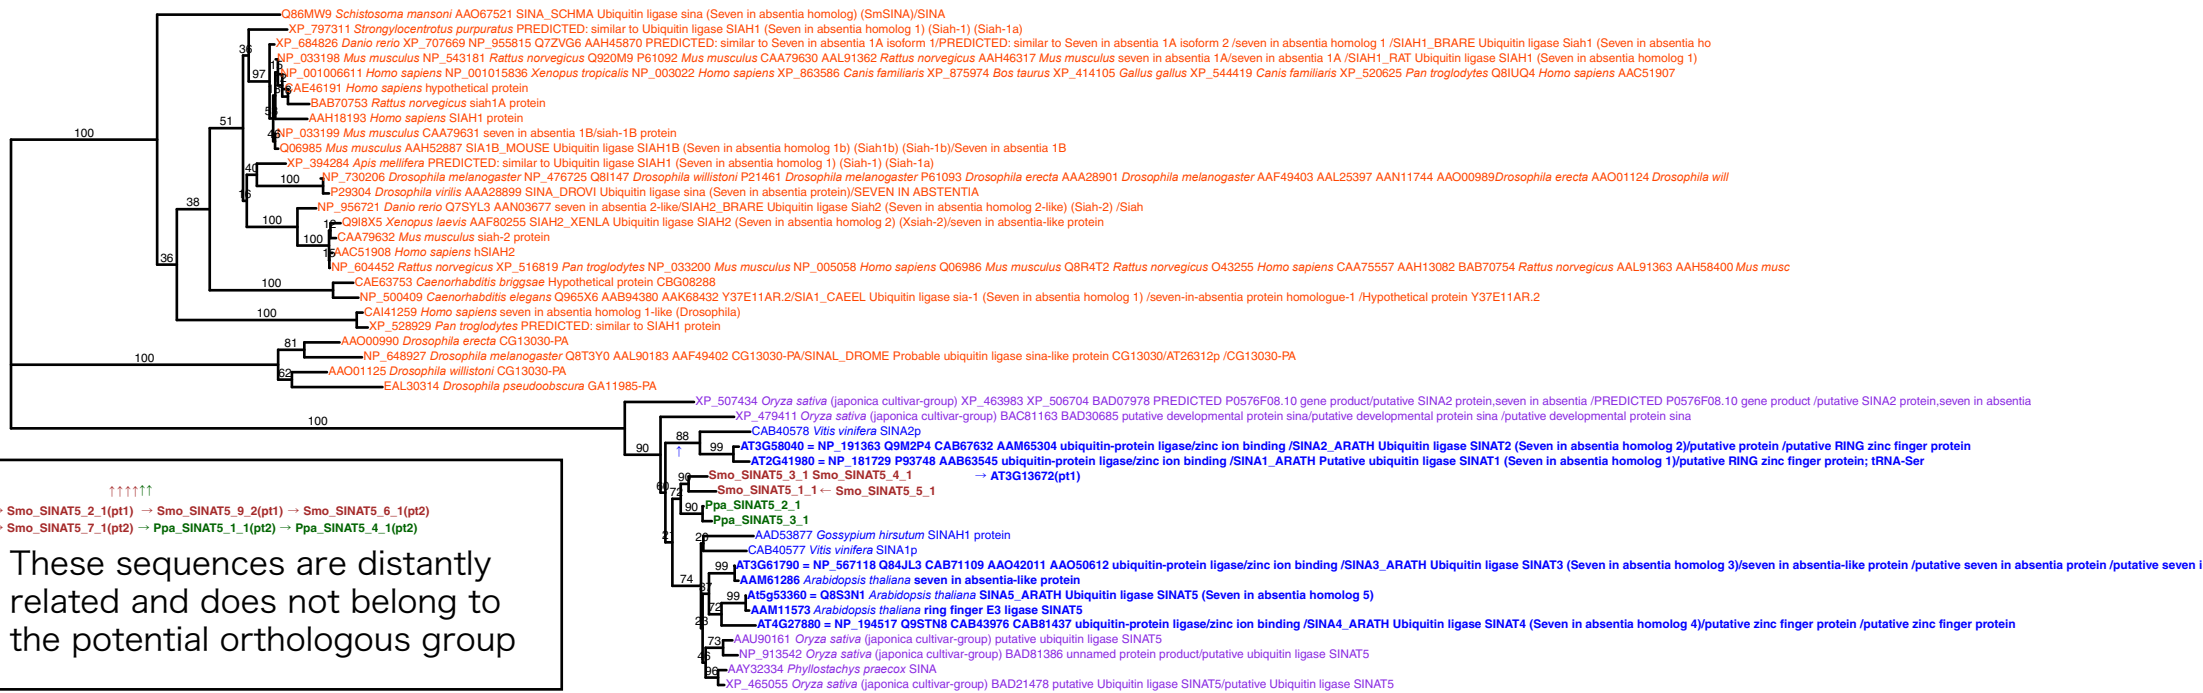 Q86MW9 Schistosoma mansoni AAO67521 SINA_SCHMA Ubiquitin ligase sina (Seven in absentia homolog) (SmSINA)/SINA
XP_797311 Strongylocentrotus purpuratus PREDICTED: similar to Ubiquitin ligase SIAH1 (Seven in absentia homolog 1) (Siah-1) (Siah-1a)
36
XP_684826 Danio rerio XP_707669 NP_955815 Q7ZVG6 AAH45870 PREDICTED: similar to Seven in absentia 1A isoform 1/PREDICTED: similar to Seven in absentia 1A isoform 2 /seven in absentia homolog 1 /SIAH1_BRARE Ubiquitin ligase Siah1 (Seven in absentia ho
NP_033198 Mus musculus NP_543181 Rattus norvegicus Q920M9 P61092 Mus musculus CAA79630 AAL91362 Rattus norvegicus AAH46317 Mus musculus seven in absentia 1A/seven in absentia 1A /SIAH1_RAT Ubiquitin ligase SIAH1 (Seven in absentia homolog 1)
97
NP_001006611 Homo sapiens NP_001015836 Xenopus tropicalis NP_003022 Homo sapiens XP_863586 Canis familiaris XP_875974 Bos taurus XP_414105 Gallus gallus XP_544419 Canis familiaris XP_520625 Pan troglodytes Q8IUQ4 Homo sapiens AAC51907
CAE46191 Homo sapiens hypothetical protein
BAB70753 Rattus norvegicus siah1A protein
AAH18193 Homo sapiens SIAH1 protein
51
100
NP_033199 Mus musculus CAA79631 seven in absentia 1B/siah-1B protein
Q06985 Mus musculus AAH52887 SIA1B_MOUSE Ubiquitin ligase SIAH1B (Seven in absentia homolog 1b) (Siah1b) (Siah-1b)/Seven in absentia 1B
XP_394284 Apis mellifera PREDICTED: similar to Ubiquitin ligase SIAH1 (Seven in absentia homolog 1) (Siah-1) (Siah-1a)
40
100
NP_730206 Drosophila melanogaster NP_476725 Q8I147 Drosophila willistoni P21461 Drosophila melanogaster P61093 Drosophila erecta AAA28901 Drosophila melanogaster AAF49403 AAL25397 AAN11744 AAO00989Drosophila erecta AAO01124 Drosophila will
P29304 Drosophila virilis AAA28899 SINA_DROVI Ubiquitin ligase sina (Seven in absentia protein)/SEVEN IN ABSTENTIA
16
38
NP_956721 Danio rerio Q7SYL3 AAN03677 seven in absentia 2-like/SIAH2_BRARE Ubiquitin ligase Siah2 (Seven in absentia homolog 2-like) (Siah-2) /Siah
100
Q9I8X5 Xenopus laevis AAF80255 SIAH2_XENLA Ubiquitin ligase SIAH2 (Seven in absentia homolog 2) (Xsiah-2)/seven in absentia-like protein
100
CAA79632 Mus musculus siah-2 protein
AAC51908 Homo sapiens hSIAH2
36
NP_604452 Rattus norvegicus XP_516819 Pan troglodytes NP_033200 Mus musculus NP_005058 Homo sapiens Q06986 Mus musculus Q8R4T2 Rattus norvegicus O43255 Homo sapiens CAA75557 AAH13082 BAB70754 Rattus norvegicus AAL91363 AAH58400 Mus musc
100
CAE63753 Caenorhabditis briggsae Hypothetical protein CBG08288
NP_500409 Caenorhabditis elegans Q965X6 AAB94380 AAK68432 Y37E11AR.2/SIA1_CAEEL Ubiquitin ligase sia-1 (Seven in absentia homolog 1) /seven-in-absentia protein homologue-1 /Hypothetical protein Y37E11AR.2
100
CAI41259 Homo sapiens seven in absentia homolog 1-like (Drosophila)
XP_528929 Pan troglodytes PREDICTED: similar to SIAH1 protein
81
AAO00990 Drosophila erecta CG13030-PA
100
NP_648927 Drosophila melanogaster Q8T3Y0 AAL90183 AAF49402 CG13030-PA/SINAL_DROME Probable ubiquitin ligase sina-like protein CG13030/AT26312p /CG13030-PA
62
AAO01125 Drosophila willistoni CG13030-PA
EAL30314 Drosophila pseudoobscura GA11985-PA
XP_507434 Oryza sativa (japonica cultivar-group) XP_463983 XP_506704 BAD07978 PREDICTED P0576F08.10 gene product/putative SINA2 protein,seven in absentia /PREDICTED P0576F08.10 gene product /putative SINA2 protein,seven in absentia
100
XP_479411 Oryza sativa (japonica cultivar-group) BAC81163 BAD30685 putative developmental protein sina/putative developmental protein sina /putative developmental protein sina
88
CAB40578 Vitis vinifera SINA2p
90
↑
99
AT3G58040 = NP_191363 Q9M2P4 CAB67632 AAM65304 ubiquitin-protein ligase/zinc ion binding /SINA2_ARATH Ubiquitin ligase SINAT2 (Seven in absentia homolog 2)/putative protein /putative RING zinc finger protein
AT2G41980 = NP_181729 P93748 AAB63545 ubiquitin-protein ligase/zinc ion binding /SINA1_ARATH Putative ubiquitin ligase SINAT1 (Seven in absentia homolog 1)/putative RING zinc finger protein; tRNA-Ser
90
Smo_SINAT5_3_1 Smo_SINAT5_4_1 → AT3G13672(pt1)
60
72
Smo_SINAT5_1_1 ← Smo_SINAT5_5_1
90
Ppa_SINAT5_2_1
Ppa_SINAT5_3_1
↑↑↑↑↑↑
→ Smo_SINAT5_2_1(pt1) → Smo_SINAT5_9_2(pt1) → Smo_SINAT5_6_1(pt2)
→ Smo_SINAT5_7_1(pt2) → Ppa_SINAT5_1_1(pt2) → Ppa_SINAT5_4_1(pt2)
These sequences are distantly
related and does not belong to
the potential orthologous group
AAD53877 Gossypium hirsutum SINAH1 protein
CAB40577 Vitis vinifera SINA1p
99
AT3G61790 = NP_567118 Q84JL3 CAB71109 AAO42011 AAO50612 ubiquitin-protein ligase/zinc ion binding /SINA3_ARATH Ubiquitin ligase SINAT3 (Seven in absentia homolog 3)/seven in absentia-like protein /putative seven in absentia protein /putative seven i
74
AAM61286 Arabidopsis thaliana seven in absentia-like protein
99
At5g53360 = Q8S3N1 Arabidopsis thaliana SINA5_ARATH Ubiquitin ligase SINAT5 (Seven in absentia homolog 5)
72
AAM11573 Arabidopsis thaliana ring finger E3 ligase SINAT5
AT4G27880 = NP_194517 Q9STN8 CAB43976 CAB81437 ubiquitin-protein ligase/zinc ion binding /SINA4_ARATH Ubiquitin ligase SINAT4 (Seven in absentia homolog 4)/putative zinc finger protein /putative zinc finger protein
73
AAU90161 Oryza sativa (japonica cultivar-group) putative ubiquitin ligase SINAT5
NP_913542 Oryza sativa (japonica cultivar-group) BAD81386 unnamed protein product/putative ubiquitin ligase SINAT5
AAY32334 Phyllostachys praecox SINA
XP_465055 Oryza sativa (japonica cultivar-group) BAD21478 putative Ubiquitin ligase SINAT5/putative Ubiquitin ligase SINAT5